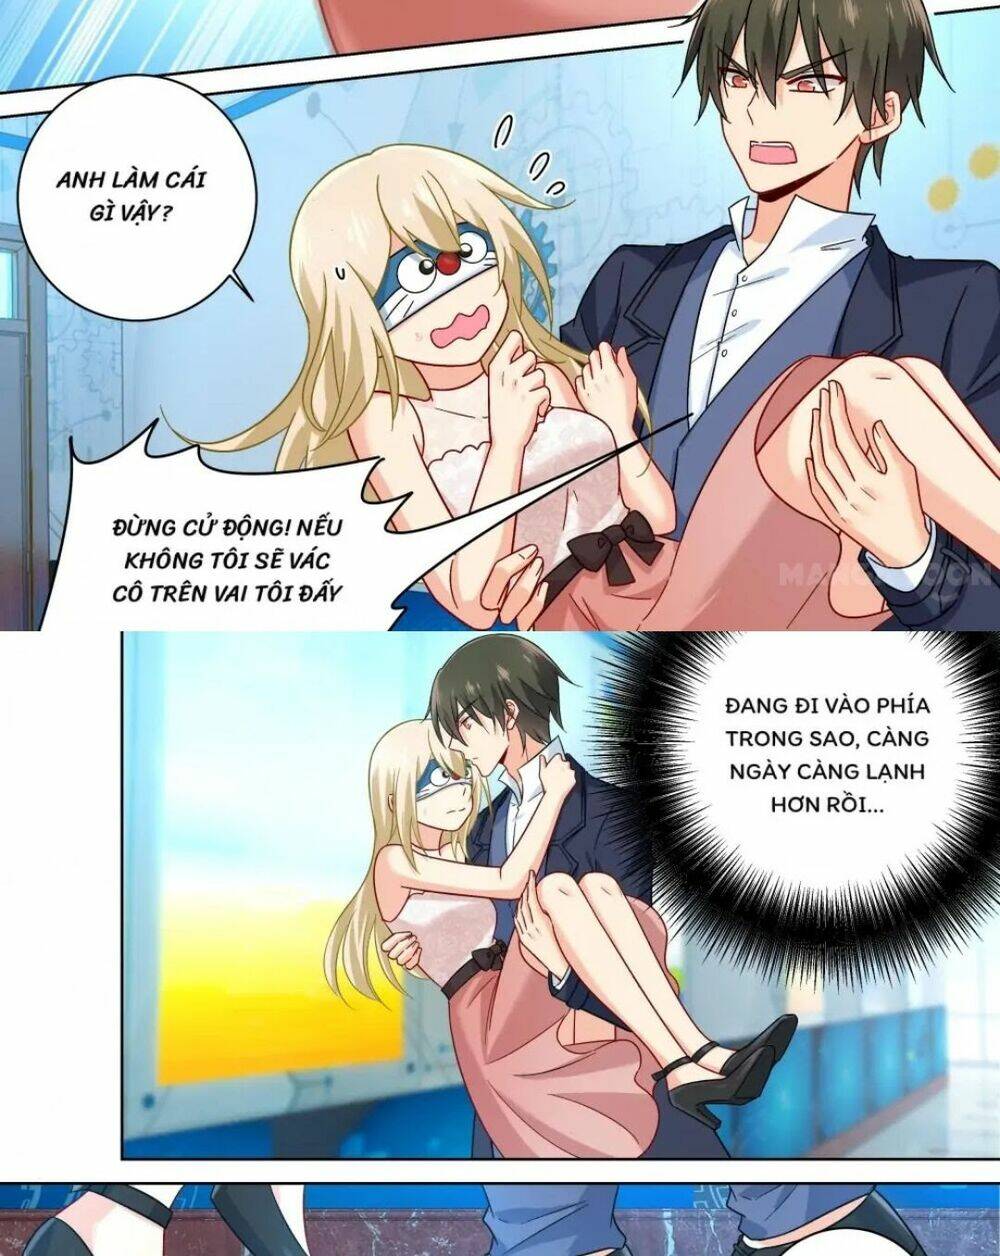 ANH LÀM CÁI
GÌ VẬY?
ĐỪNG CỬ ĐỘNG! NẾU
KHÔNG TÔI SẼ VÁC
CÔ TRÊN VAI TÔI ĐẤY
ĐANG ĐI VÀO PHÍA
TRONG SAO, CÀNG
NGÀY CÀNG LẠNH
HƠN RỒI...